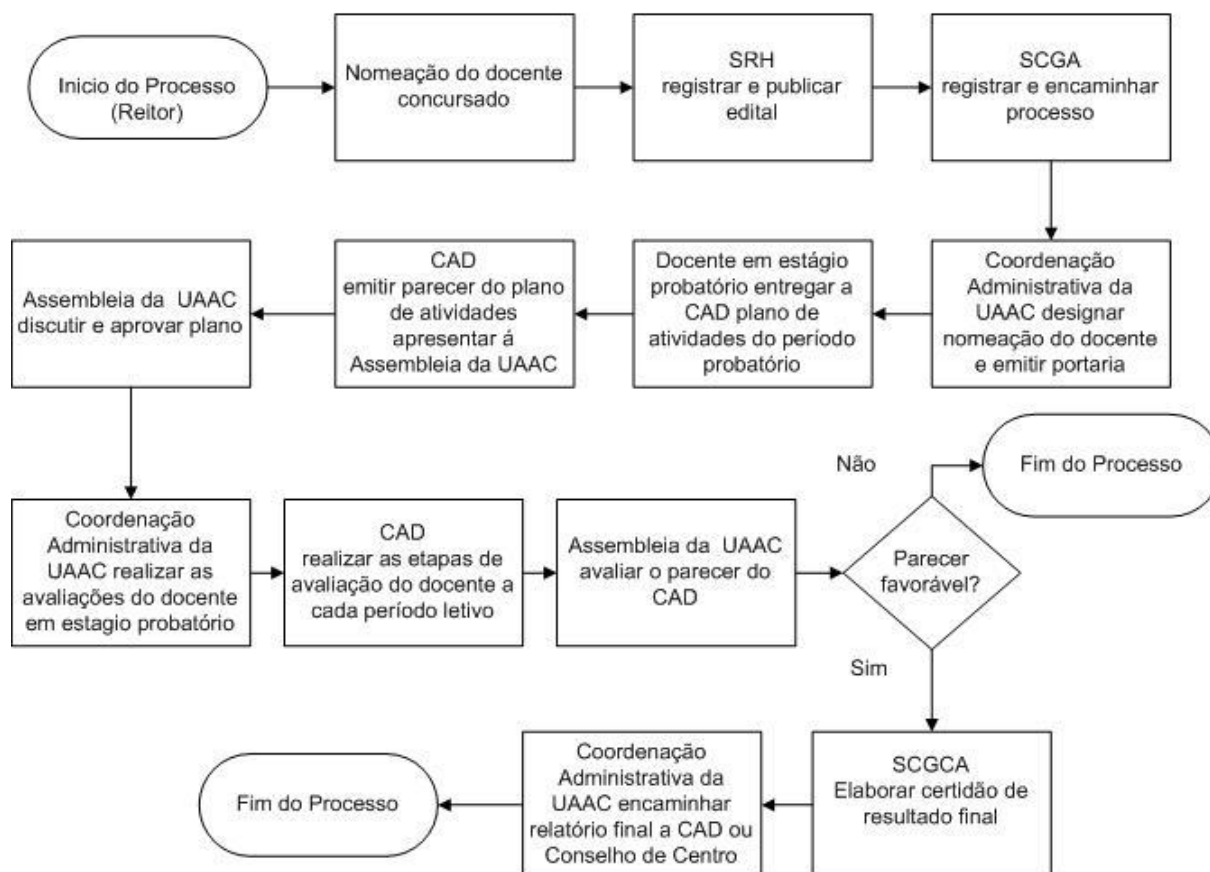 Inicio do Processo
(Reitor)
Nomeação do docente
concursado
SRH
registrar e publicar
edital
SCGA
registrar e encaminhar
processo
Assembleia da UAAC
discutir e aprovar plano
CAD
emitir parecer do plano
de atividades
apresentar á
Assembleia da UAAC
Docente em estágio
probatório entregar a
CAD plano de
atividades do período
probatório
Coordenação
Administrativa da
UAAC designar
nomeação do docente
e emitir portaria
Não
Fim do Processo
Coordenação
Administrativa da
UAAC realizar as
avaliações do docente
em estagio probatório
CAD
realizar as etapas de
avaliação do docente a
cada período letivo
Assembleia da UAAC
avaliar o parecer do
CAD
Parecer
favorável?
Sim
Fim do Processo
Coordenação
Administrativa da
UAAC encaminhar
relatório final a CAD ou
Conselho de Centro
SCGCA
Elaborar certidão de
resultado final